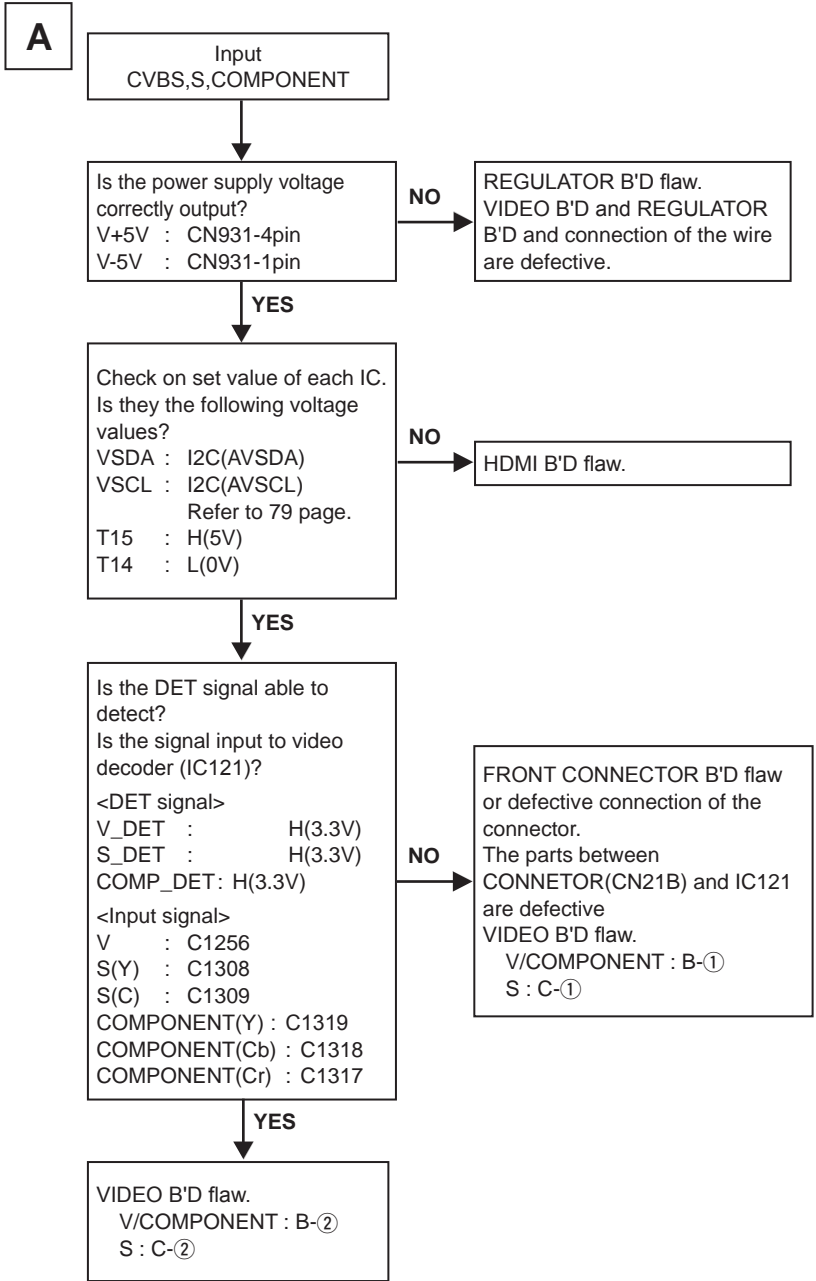 A
Input
CVBS,S,COMPONENT
Is the power supply voltage
correctly output?
V+5V : CN931-4pin
V-5V : CN931-1pin
NO
REGULATOR B'D flaw.
VIDEO B'D and REGULATOR
B'D and connection of the wire
are defective.
YES
Check on set value of each IC.
Is they the following voltage
values?
VSDA : I2C(AVSDA)
VSCL : I2C(AVSCL)
Refer to 79 page.
T15 : H(5V)
T14 : L(0V)
NO
HDMI B'D flaw.
YES
Is the DET signal able to
detect?
Is the signal input to video
decoder (IC121)?
<DET signal>
V_DET : H(3.3V)
S_DET : H(3.3V)
COMP_DET: H(3.3V)
<Input signal>
V : C1256
S(Y) : C1308
S(C) : C1309
COMPONENT(Y) : C1319
COMPONENT(Cb) : C1318
COMPONENT(Cr) : C1317
NO
FRONT CONNECTOR B'D flaw
or defective connection of the
connector.
The parts between
CONNETOR(CN21B) and IC121
are defective
VIDEO B'D flaw.
V/COMPONENT : B-①
S : C-①
YES
VIDEO B'D flaw.
V/COMPONENT : B-②
S : C-②